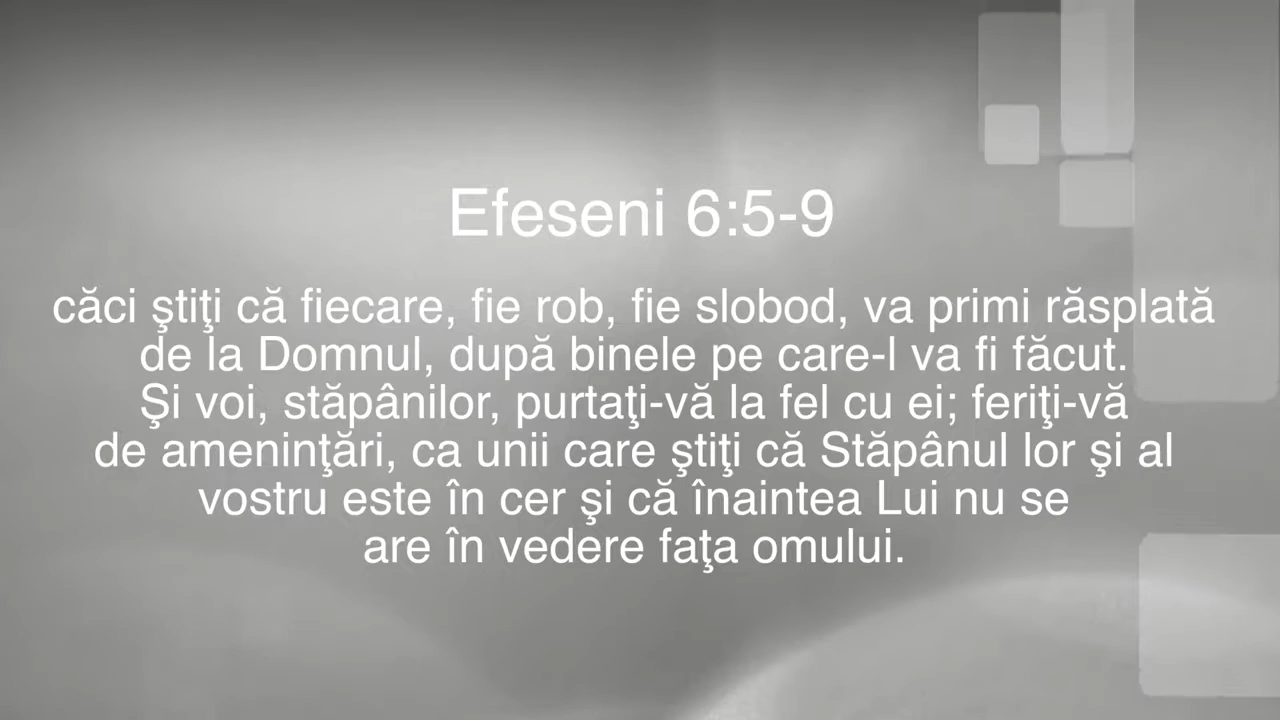 Efeseni 6:5-9
căci ştiţi că fiecare, fie rob, fie slobod, va primi răsplată
de la Domnul, după binele pe care-l va fi făcut.
Şi voi, stăpânilor, purtaţi-vă la fel cu ei; feriţi-vă
de ameninţări, ca unii care ştiţi că Stăpânul lor şi al
vostru este în cer şi că înaintea Lui nu se
are în vedere faţa omului.